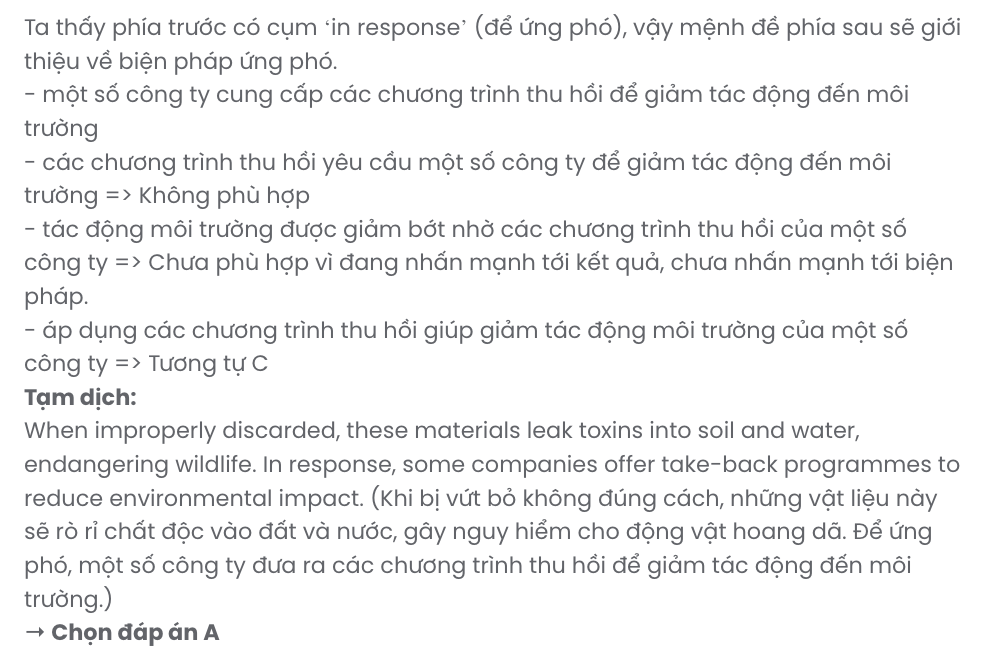 Ta thấy phía trước có cụm ‘in response’ (để ứng phó), vậy mệnh đề phía sau sẽ giới
thiệu về biện pháp ứng phó.
- một số công ty cung cấp các chương trình thu hồi để giảm tác động đến môi
trường
- các chương trình thu hồi yêu cầu một số công ty để giảm tác động đến môi
trường => Không phù hợp
- tác động môi trường được giảm bớt nhờ các chương trình thu hồi của một số
công ty => Chưa phù hợp vì đang nhấn mạnh tới kết quả, chưa nhấn mạnh tới biện
pháp.
- áp dụng các chương trình thu hồi giúp giảm tác động môi trường của một số
công ty => Tương tự C
Tạm dịch:
When improperly discarded, these materials leak toxins into soil and water,
endangering wildlife. In response, some companies offer take-back programmes to
reduce environmental impact. (Khi bị vứt bỏ không đúng cách, những vật liệu này
sẽ rò rỉ chất độc vào đất và nước, gây nguy hiểm cho động vật hoang dã. Để ứng
phó, một số công ty đưa ra các chương trình thu hồi để giảm tác động đến môi
trường.)
→ Chọn đáp án A